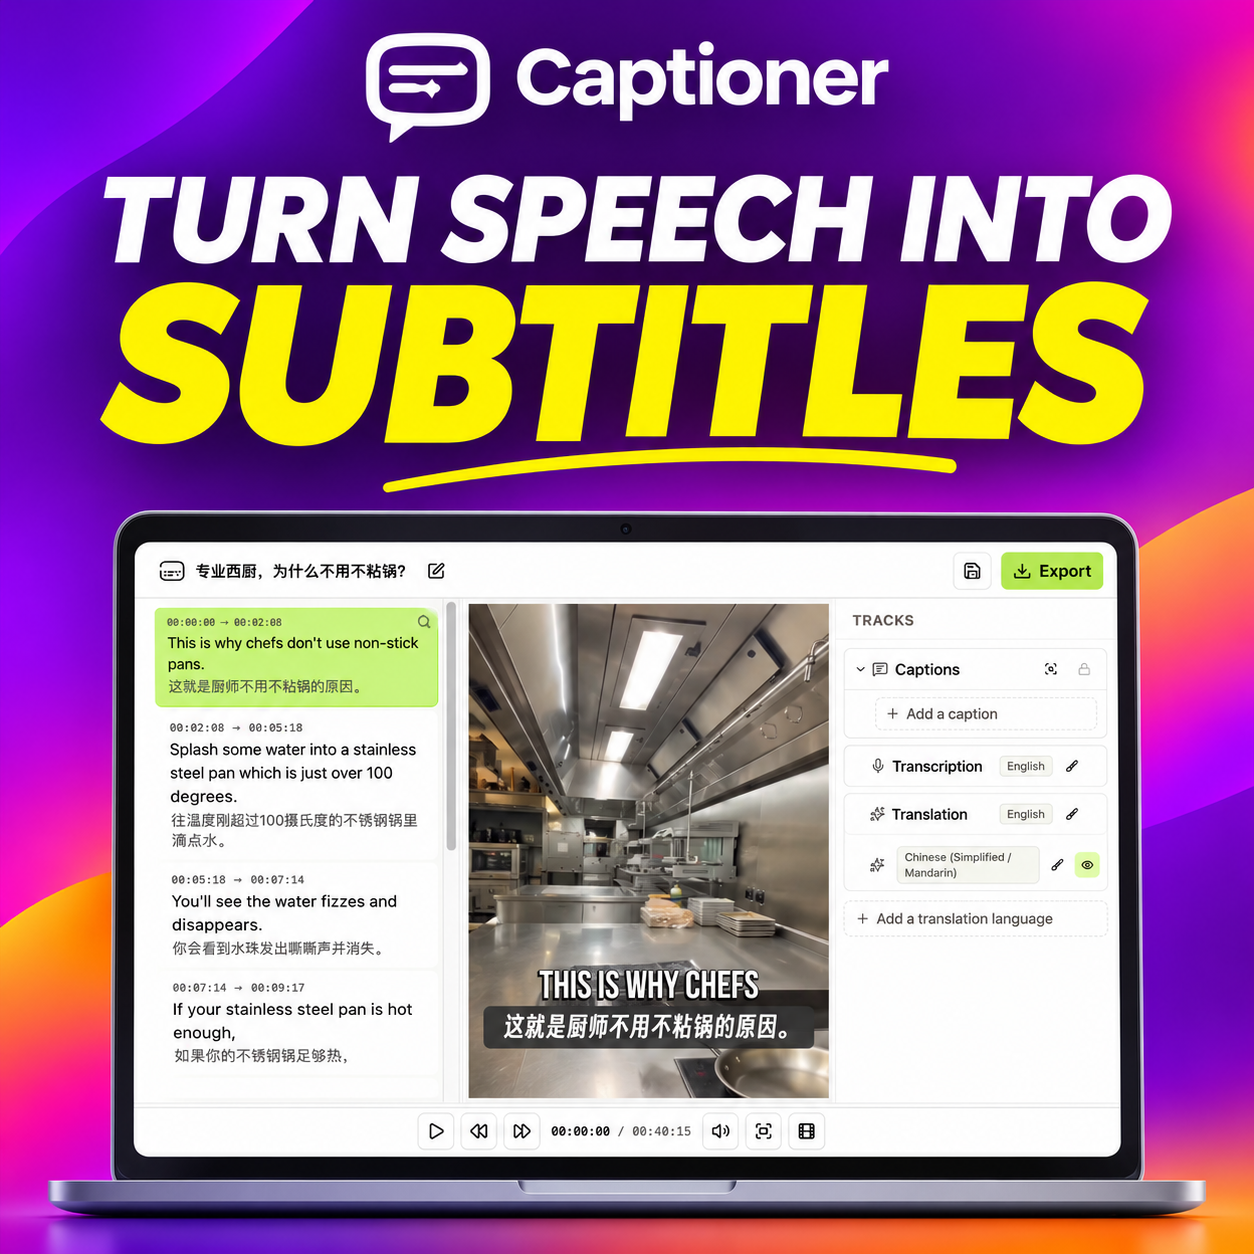 Captioner
TURN SPEECH INTO
SUBTITLES
专业西厨，为什么不用不粘锅？
Export
00:00:00 → 00:02:08
This is why chefs don't use non-stick
pans.
这就是厨师不用不粘锅的原因。
00:02:08 → 00:05:18
Splash some water into a stainless
steel pan which is just over 100
degrees.
往温度刚超过100摄氏度的不锈钢锅里
滴点水。
00:05:18 → 00:07:14
You'll see the water fizzes and
disappears.
你会看到水珠发出嘶嘶声并消失。
00:07:14 → 00:09:17
If your stainless steel pan is hot
enough,
如果你的不锈钢锅足够热，
THIS IS WHY CHEFS
这就是厨师不用不粘锅的原因。
TRACKS
Captions
+ Add a caption
Transcription English
Translation English
Chinese (Simplified /
Mandarin)
+ Add a translation language
00:00:00 / 00:40:15